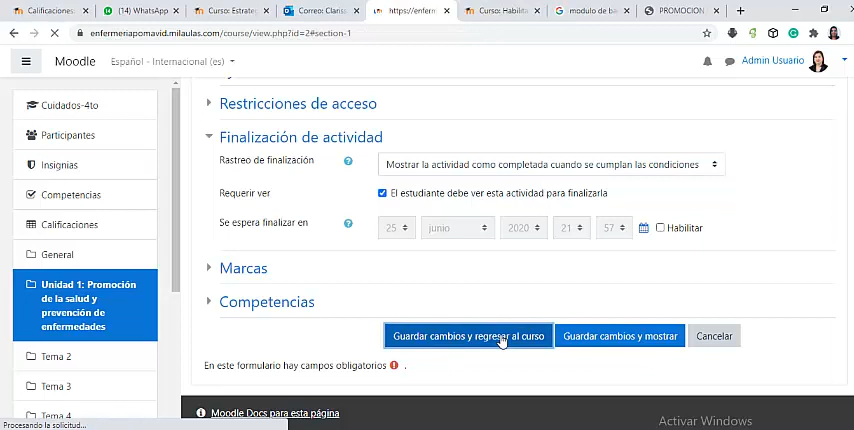 Calificaciones
(14) WhatsApp
Curso: Estrate
Correo: Clarisa
https://enferm
Curso: Habilita
modulo de ba
PROMOCION
enfermeriapomavid.milaulas.com/course/view.php?id=2#section-1
Moodle
Español - Internacional (es)
Admin Usuario
Cuidados-4to
Participantes
Insignias
Competencias
Calificaciones
General
Unidad 1: Promoción
de la salud y
prevención de
enfermedades
Tema 2
Tema 3
Tema 4
Restricciones de acceso
Finalización de actividad
Rastreo de finalización
Mostrar la actividad como completada cuando se cumplan las condiciones
Requerir ver
El estudiante debe ver esta actividad para finalizarla
Se espera finalizar en
25 junio 2020 21 57 Habilitar
Marcas
Competencias
Guardar cambios y regresar al curso
Guardar cambios y mostrar
Cancelar
En este formulario hay campos obligatorios .
Moodle Docs para esta página
Activar Windows
Procesando la solicitud...